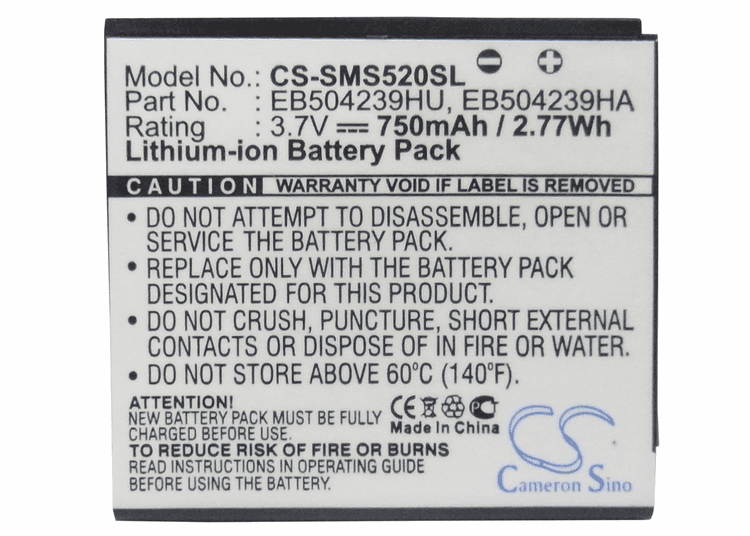 Model No.: CS-SMS520SL
Part No. : EB504239HU, EB504239HA
Rating : 3.7V 750mAh / 2.77Wh
Lithium-ion Battery Pack
CAUTION WARRANTY VOID IF LABEL IS REMOVED
• DO NOT ATTEMPT TO DISASSEMBLE, OPEN OR
SERVICE THE BATTERY PACK.
• REPLACE ONLY WITH THE BATTERY PACK
DESIGNATED FOR THIS PRODUCT.
• DO NOT CRUSH, PUNCTURE, SHORT EXTERNAL
CONTACTS OR DISPOSE OF IN FIRE OR WATER.
• DO NOT STORE ABOVE 60°C (140°F).
ATTENTION!
NEW BATTERY PACK MUST BE FULLY
CHARGED BEFORE USE.
TO REDUCE RISK OF FIRE OR BURNS
READ INSTRUCTIONS IN OPERATING GUIDE
BEFORE USING BATTERY PACK.
CE
Made In China
CS
Cameron Sino